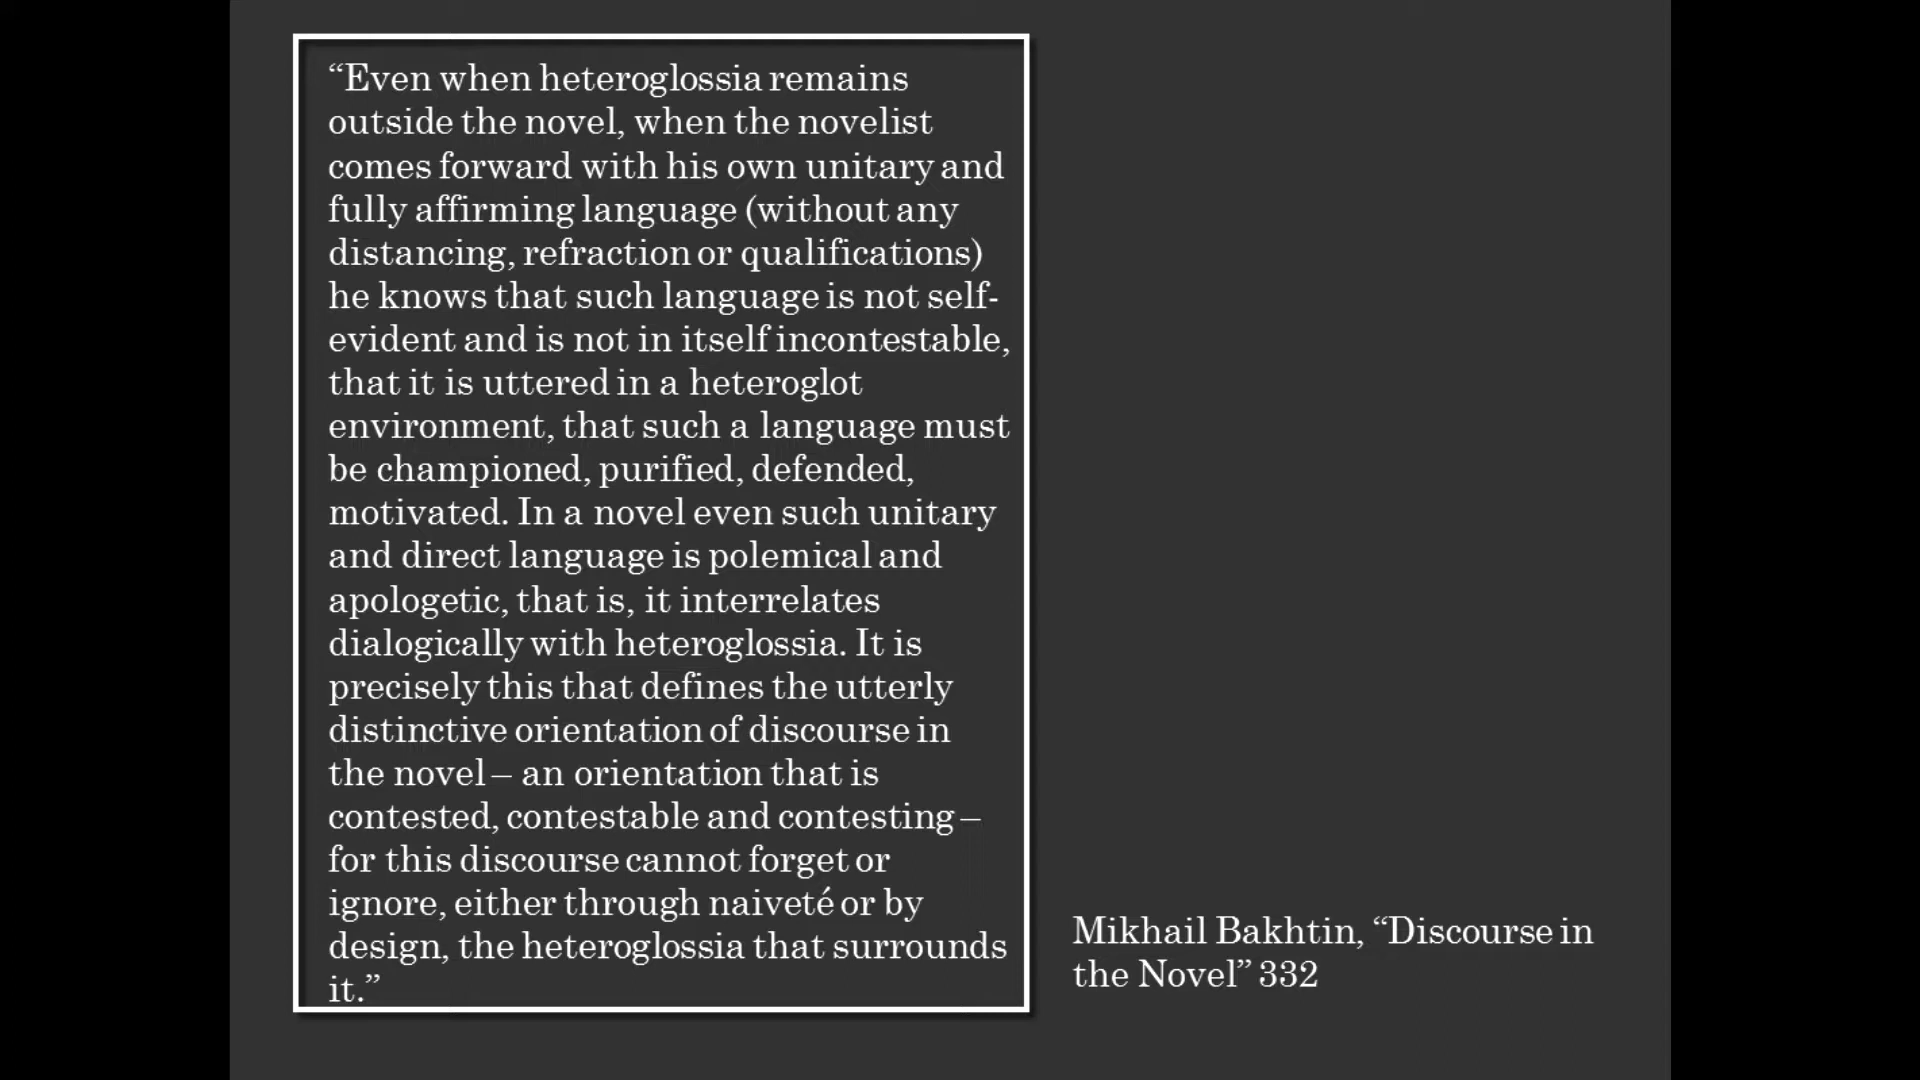 “Even when heteroglossia remains
outside the novel, when the novelist
comes forward with his own unitary and
fully affirming language (without any
distancing, refraction or qualifications)
he knows that such language is not self-
evident and is not in itself incontestable,
that it is uttered in a heteroglot
environment, that such a language must
be championed, purified, defended,
motivated. In a novel even such unitary
and direct language is polemical and
apologetic, that is, it interrelates
dialogically with heteroglossia. It is
precisely this that defines the utterly
distinctive orientation of discourse in
the novel – an orientation that is
contested, contestable and contesting –
for this discourse cannot forget or
ignore, either through naiveté or by
design, the heteroglossia that surrounds
it.”
Mikhail Bakhtin, “Discourse in
the Novel” 332